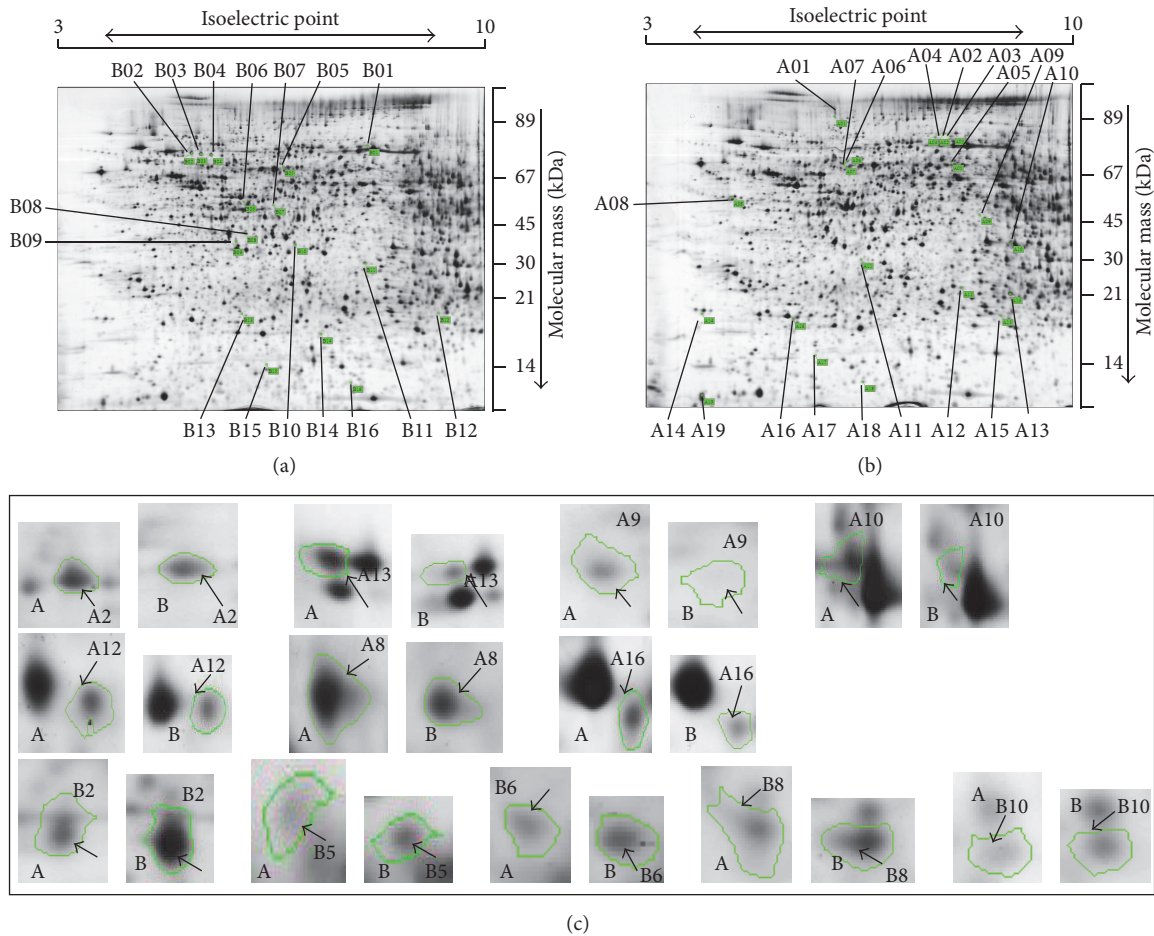 3 Isoelectric point 10
B02 B03 B04 B06 B07 B05 B01
89
67
45
30
21
14
Molecular mass (kDa)
B08
B09
B13 B15 B10 B14 B16 B11 B12
(a)
3 Isoelectric point 10
A01 A07 A06 A04 A02 A03 A05 A09 A10
89
67
45
30
21
14
Molecular mass (kDa)
A08
A14 A19 A16 A17 A18 A11 A12 A15 A13
(b)
A A2
B A2
A A13
B A13
A9 A
A9 B
A10 A
A10 B
A12 A
A12 B
A8 A
A8 B
A16 A
A16 B
B2 A
B2 B
A B5
B B5
B6 A
B B6
B8 A
B B8
A B10
B B10
(c)